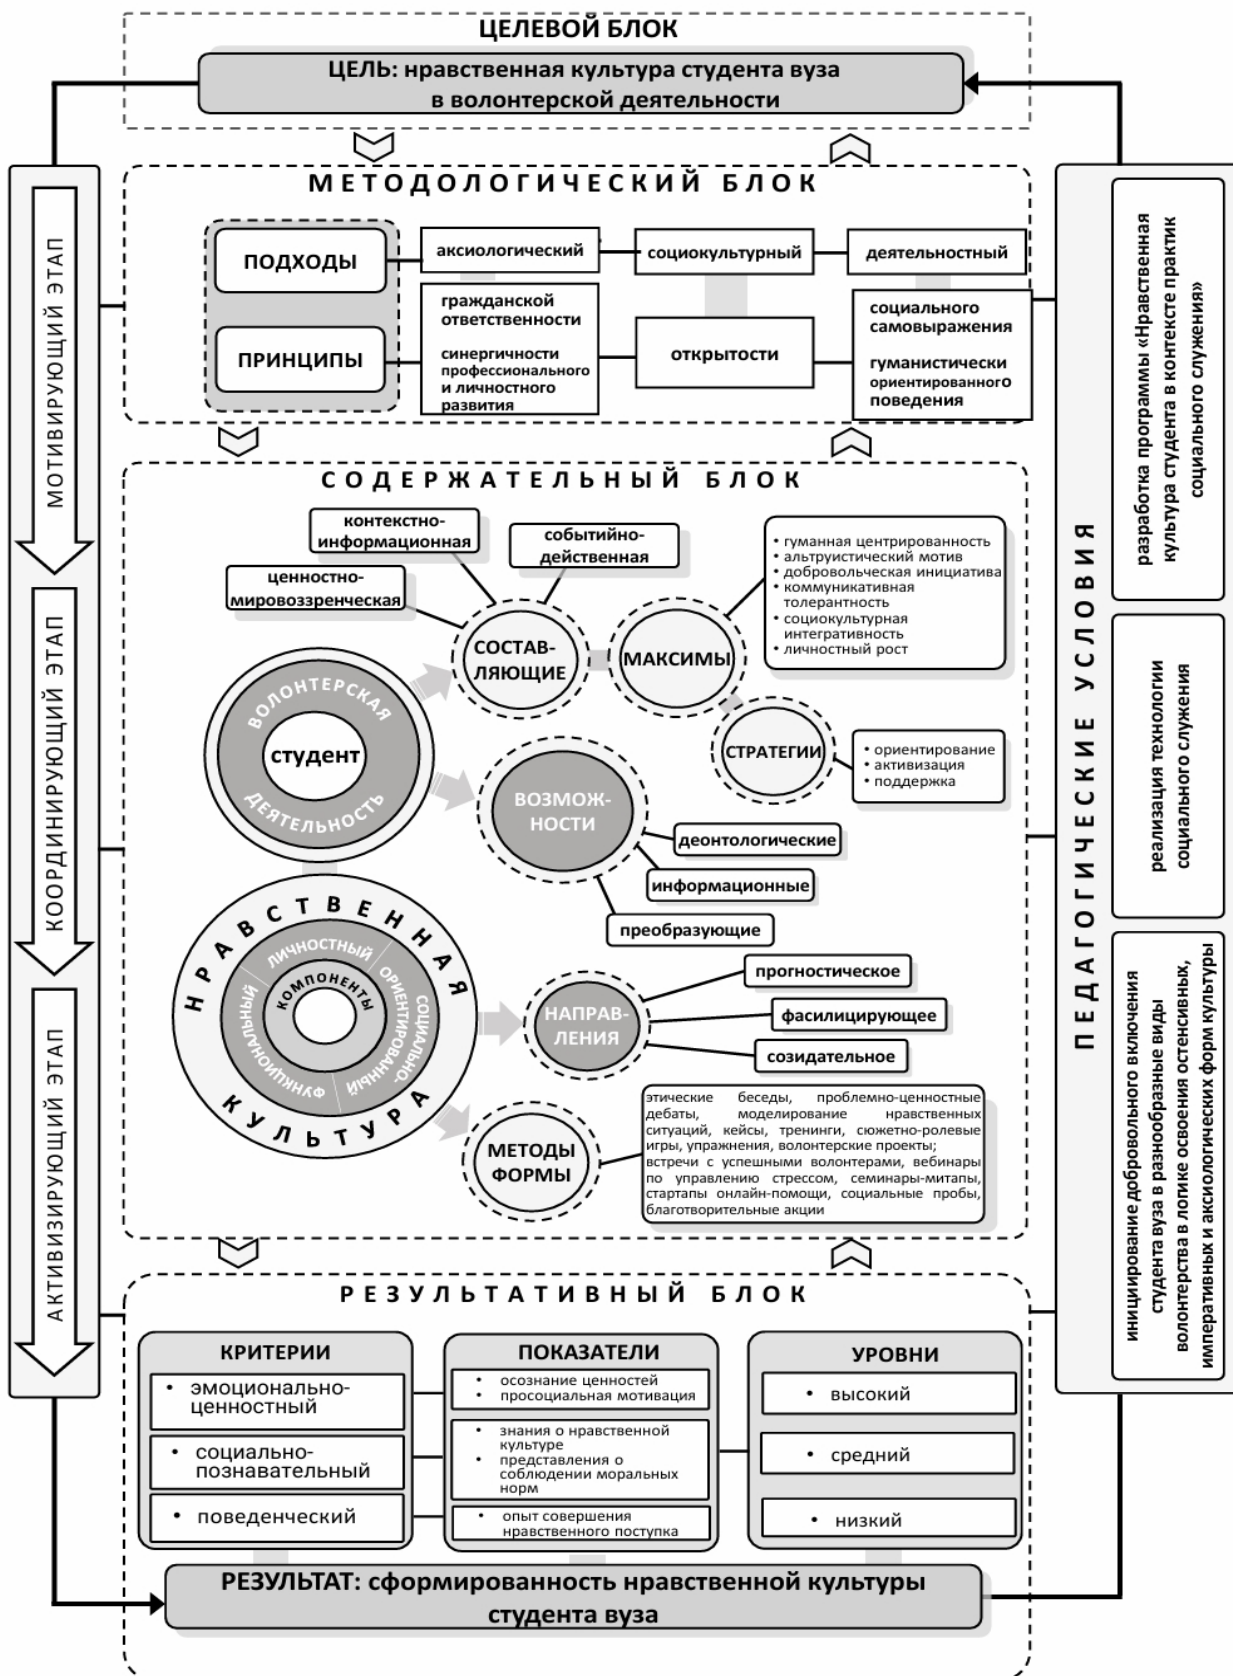 ЦЕЛЕВОЙ БЛОК
ЦЕЛЬ: нравственная культура студента вуза
в волонтерской деятельности
МЕТОДОЛОГИЧЕСКИЙ БЛОК
ПОДХОДЫ
аксиологический
социокультурный
деятельностный
ПРИНЦИПЫ
гражданской
ответственности
синергичности
профессионального
и личностного
развития
открытости
социального
самовыражения
гуманистически
ориентированного
поведения
СОДЕРЖАТЕЛЬНЫЙ БЛОК
контекстно-
информационная
событийно-
действенная
ценностно-
мировоззренческая
СОСТАВ-
ЛЯЮЩИЕ
МАКСИМЫ
• гуманная центрированность
• альтруистический мотив
• добровольческая инициатива
• коммуникативная
толерантность
• социокультурная
интегративность
• личностный рост
СТРАТЕГИИ
• ориентирование
• активизация
• поддержка
ВОЛОНТЕРСКАЯ
студент
ДЕЯТЕЛЬНОСТЬ
ВОЗМОЖ-
НОСТИ
деонтологические
информационные
преобразующие
НРАВСТВЕННАЯ
КУЛЬТУРА
ЛИЧНОСТНЫЙ
СОЦИАЛЬНО-
ОРИЕНТИРОВАННЫЙ
ФУНКЦИОНАЛЬНЫЙ
КОМПОНЕНТЫ
НАПРАВ-
ЛЕНИЯ
прогностическое
фасилицирующее
созидательное
МЕТОДЫ
ФОРМЫ
этические беседы, проблемно-ценностные
дебаты, моделирование нравственных
ситуаций, кейсы, тренинги, сюжетно-ролевые
игры, упражнения, волонтерские проекты;
встречи с успешными волонтерами, вебинары
по управлению стрессом, семинары-митапы,
стартапы онлайн-помощи, социальные пробы,
благотворительные акции
РЕЗУЛЬТАТИВНЫЙ БЛОК
КРИТЕРИИ
• эмоционально-
ценностный
• социально-
познавательный
• поведенческий
ПОКАЗАТЕЛИ
• осознание ценностей
• просоциальная мотивация
• знания о нравственной
культуре
• представления о
соблюдении моральных
норм
• опыт совершения
нравственного поступка
УРОВНИ
• высокий
• средний
• низкий
РЕЗУЛЬТАТ: сформированность нравственной культуры
студента вуза
МОТИВИРУЮЩИЙ ЭТАП
КООРДИНИРУЮЩИЙ ЭТАП
АКТИВИЗИРУЮЩИЙ ЭТАП
ПЕДАГОГИЧЕСКИЕ УСЛОВИЯ
разработка программы «Нравственная
культура студента в контексте практик
социального служения»
реализация технологии
социального служения
инициирование добровольного включения
студента вуза в разнообразные виды
волонтерства в логике освоения остенсивных,
императивных и аксиологических форм культуры